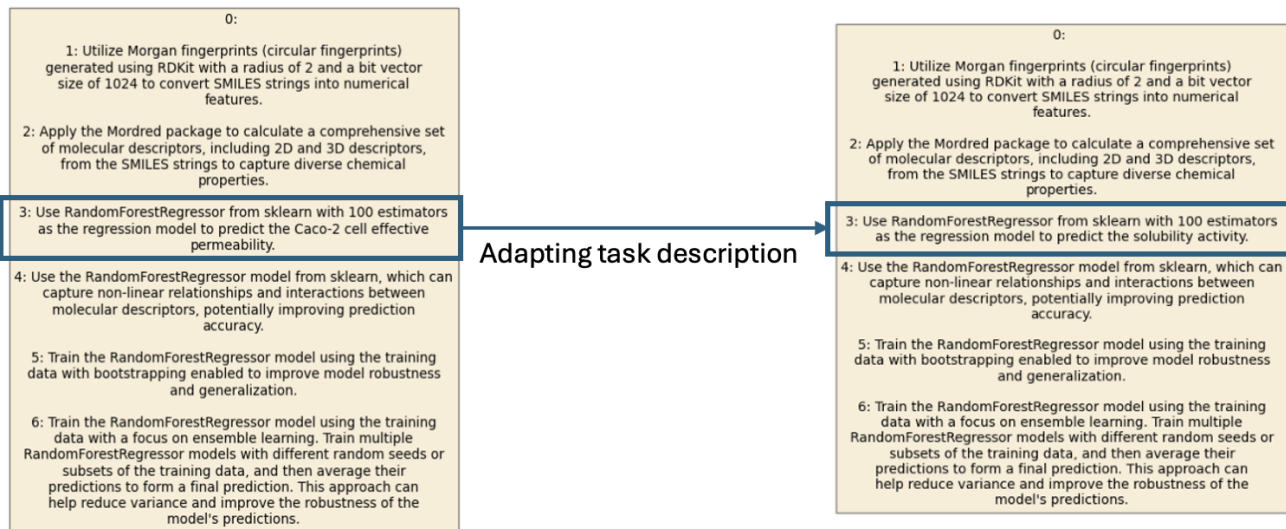 0:
1: Utilize Morgan fingerprints (circular fingerprints)
generated using RDKit with a radius of 2 and a bit vector
size of 1024 to convert SMILES strings into numerical
features.
2: Apply the Mordred package to calculate a comprehensive set
of molecular descriptors, including 2D and 3D descriptors,
from the SMILES strings to capture diverse chemical
properties.
3: Use RandomForestRegressor from sklearn with 100 estimators
as the regression model to predict the Caco-2 cell effective
permeability.
4: Use the RandomForestRegressor model from sklearn, which can
capture non-linear relationships and interactions between
molecular descriptors, potentially improving prediction
accuracy.
5: Train the RandomForestRegressor model using the training
data with bootstrapping enabled to improve model robustness
and generalization.
6: Train the RandomForestRegressor model using the training
data with a focus on ensemble learning. Train multiple
RandomForestRegressor models with different random seeds or
subsets of the training data, and then average their
predictions to form a final prediction. This approach can
help reduce variance and improve the robustness of the
model's predictions.
Adapting task description
0:
1: Utilize Morgan fingerprints (circular fingerprints)
generated using RDKit with a radius of 2 and a bit vector
size of 1024 to convert SMILES strings into numerical
features.
2: Apply the Mordred package to calculate a comprehensive set
of molecular descriptors, including 2D and 3D descriptors,
from the SMILES strings to capture diverse chemical
properties.
3: Use RandomForestRegressor from sklearn with 100 estimators
as the regression model to predict the solubility activity.
4: Use the RandomForestRegressor model from sklearn, which can
capture non-linear relationships and interactions between
molecular descriptors, potentially improving prediction
accuracy.
5: Train the RandomForestRegressor model using the training
data with bootstrapping enabled to improve model robustness
and generalization.
6: Train the RandomForestRegressor model using the training
data with a focus on ensemble learning. Train multiple
RandomForestRegressor models with different random seeds or
subsets of the training data, and then average their
predictions to form a final prediction. This approach can
help reduce variance and improve the robustness of the
model's predictions.